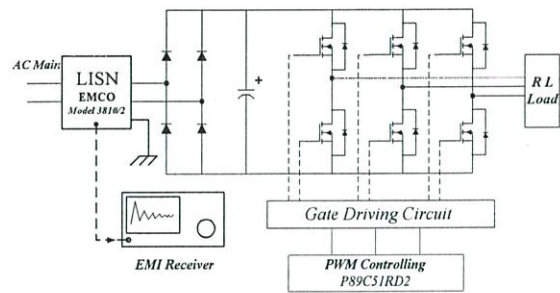 AC Main
LISN
EMCO
Model 3810/2
+
R L
Load
Gate Driving Circuit
EMI Receiver
PWM Controlling
P89C51RD2